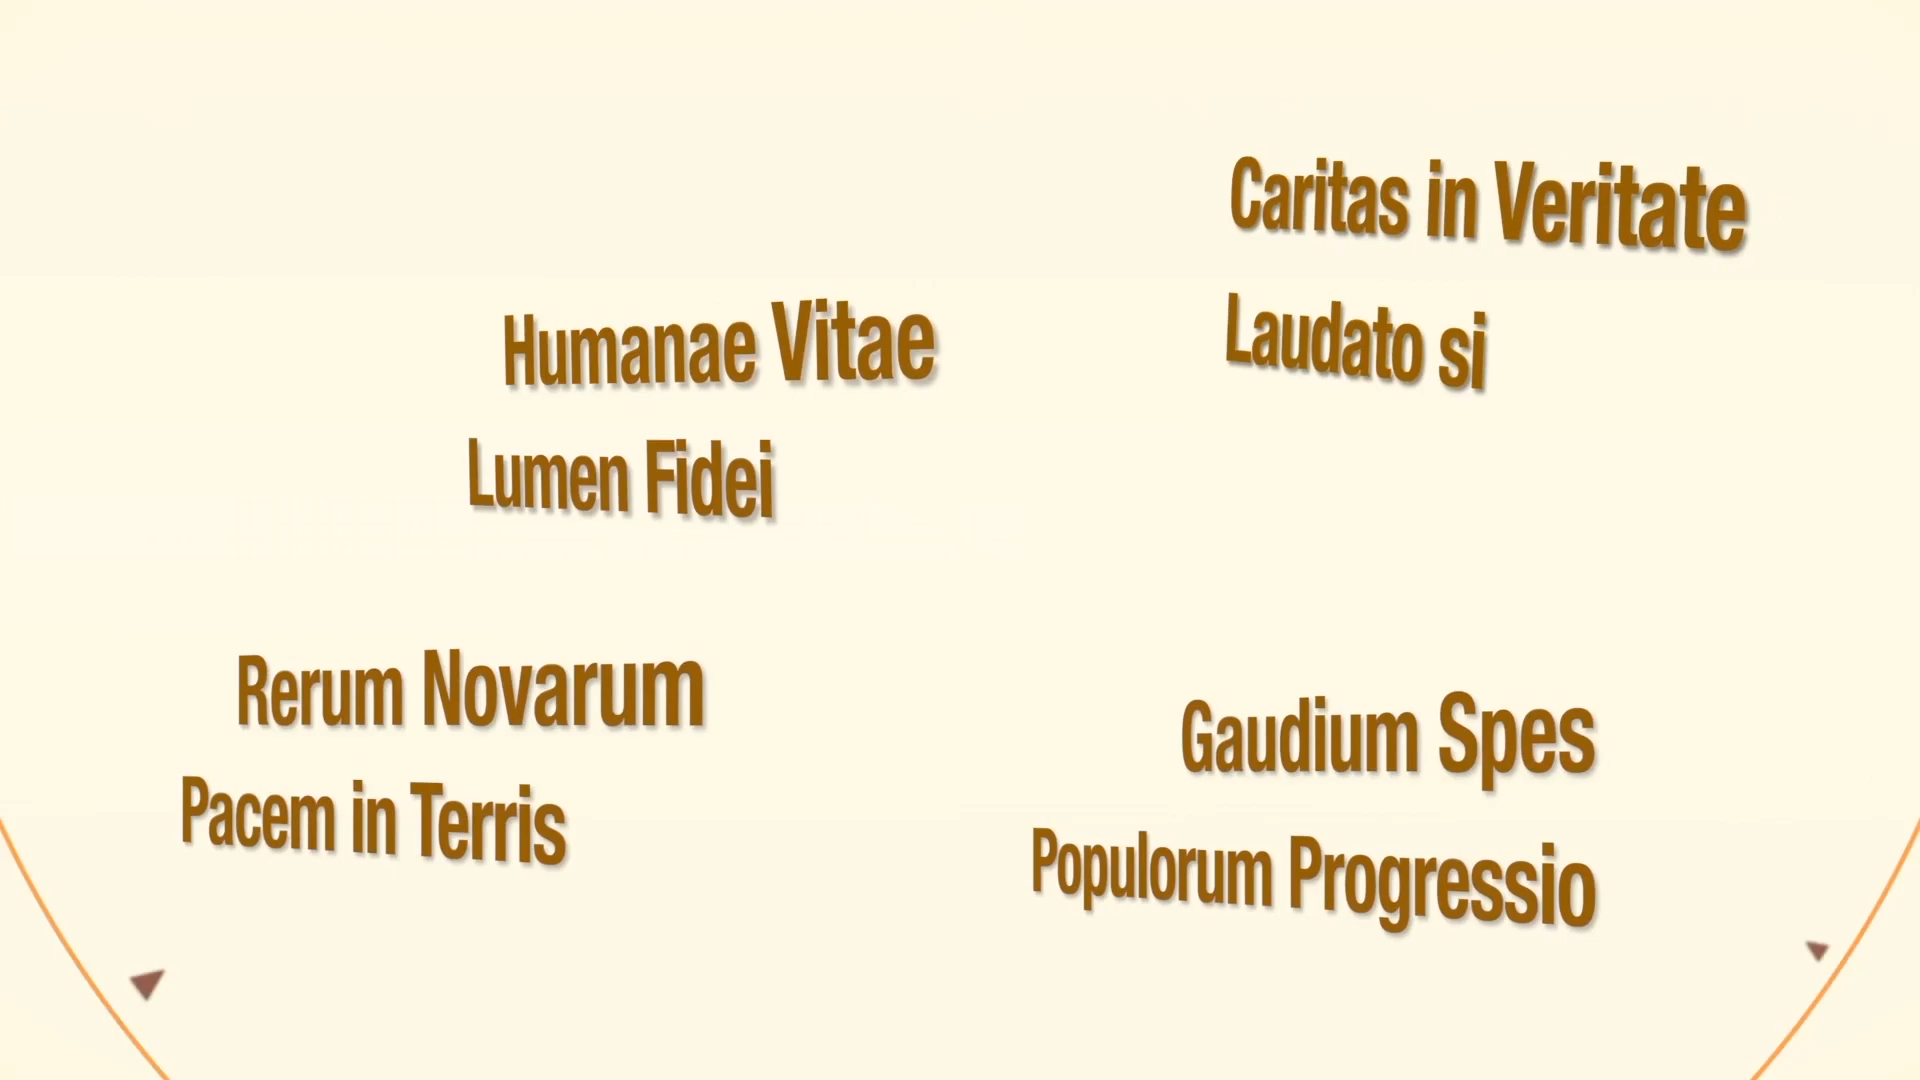 Caritas in Veritate
Laudato si
Humanae Vitae
Lumen Fidei
Rerum Novarum
Pacem in Terris
Gaudium Spes
Populorum Progressio